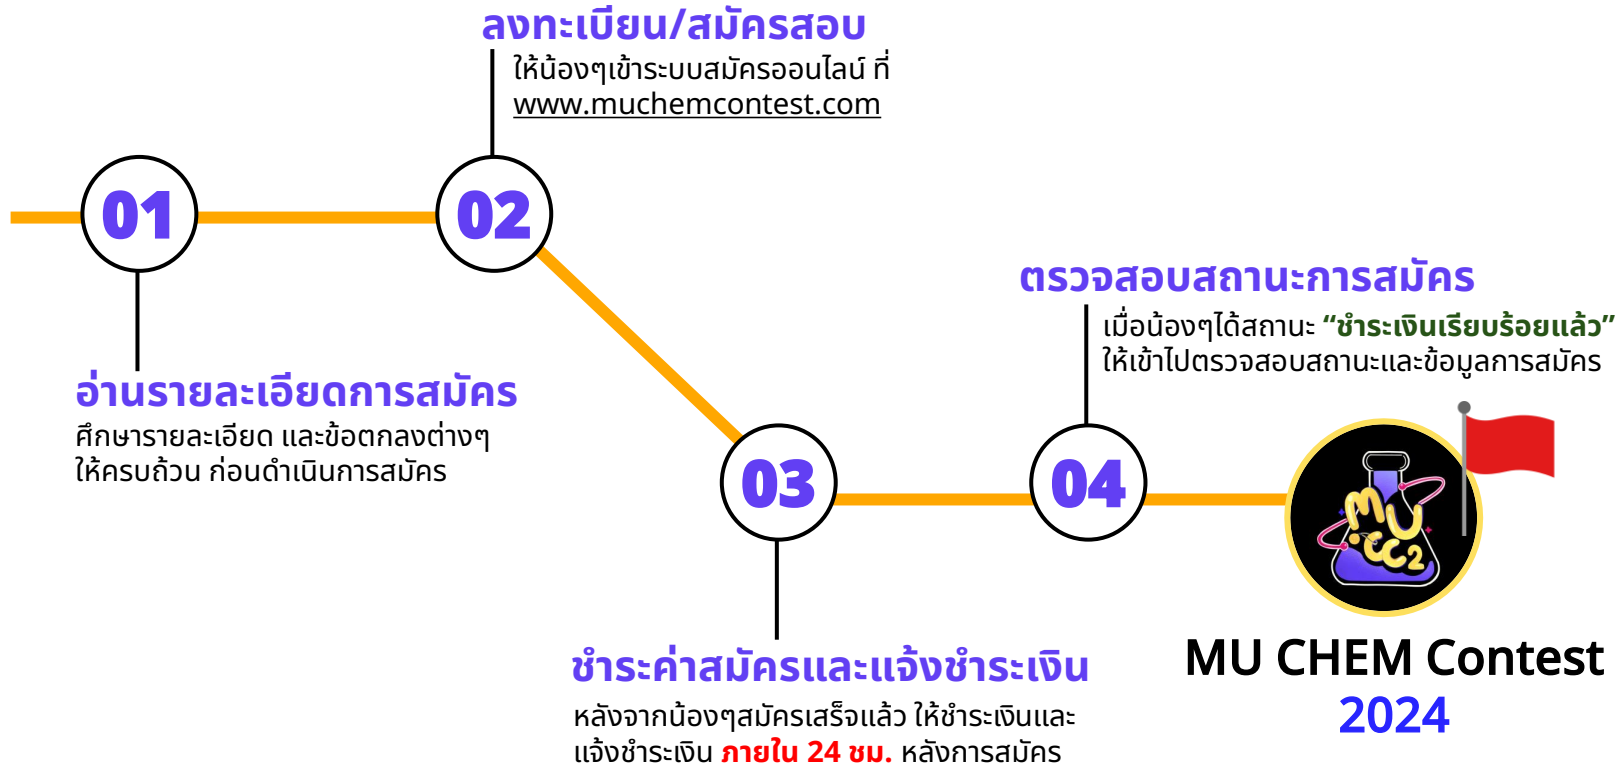 01
อ่านรายละเอียดการสมัคร
ศึกษารายละเอียด และข้อตกลงต่างๆ
ให้ครบถ้วน ก่อนดำเนินการสมัคร
02
ลงทะเบียน/สมัครสอบ
ให้น้องๆเข้าระบบสมัครออนไลน์ ที่
www.muchemcontest.com
03
ชำระค่าสมัครและแจ้งชำระเงิน
หลังจากน้องๆสมัครเสร็จแล้ว ให้ชำระเงินและ
แจ้งชำระเงิน ภายใน 24 ชม. หลังการสมัคร
04
ตรวจสอบสถานะการสมัคร
เมื่อน้องๆได้สถานะ “ชำระเงินเรียบร้อยแล้ว”
ให้เข้าไปตรวจสอบสถานะและข้อมูลการสมัคร
MU
CC2
MU CHEM Contest
2024